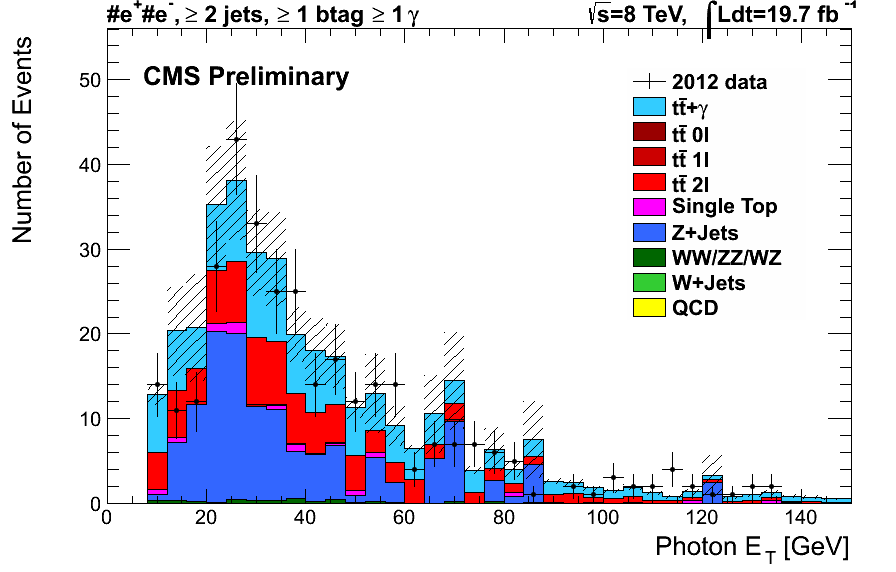 #e⁺#e⁻, ≥ 2 jets, ≥ 1 btag ≥ 1 γ √s=8 TeV, ∫Ldt=19.7 fb⁻¹
CMS Preliminary
2012 data
tt̄+γ
tt̄ 0l
tt̄ 1l
tt̄ 2l
Single Top
Z+Jets
WW/ZZ/WZ
W+Jets
QCD
Number of Events
50
40
30
20
10
0
0 20 40 60 80 100 120 140
Photon E_T [GeV]